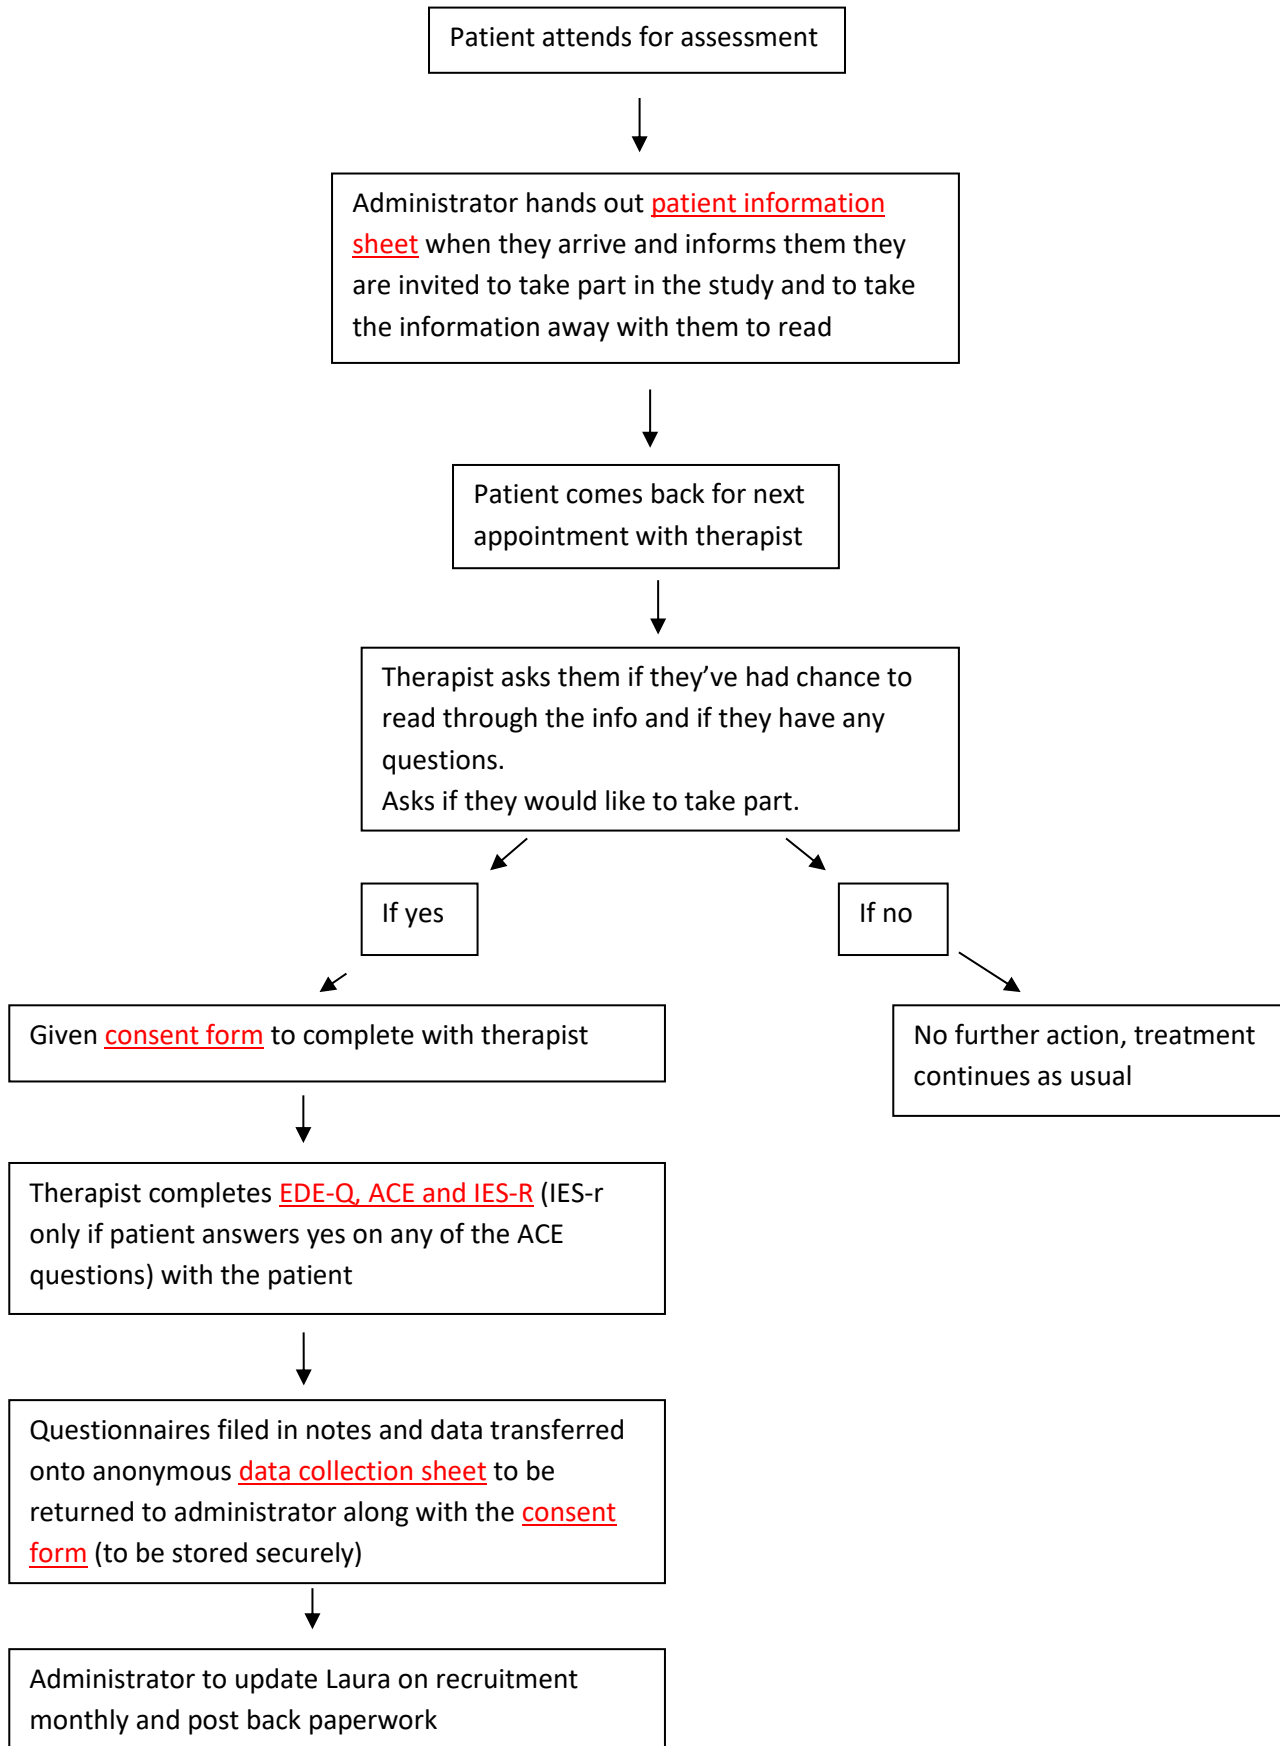 Patient attends for assessment
Administrator hands out patient information
sheet when they arrive and informs them they
are invited to take part in the study and to take
the information away with them to read
Patient comes back for next
appointment with therapist
Therapist asks them if they’ve had chance to
read through the info and if they have any
questions.
Asks if they would like to take part.
If yes
If no
Given consent form to complete with therapist
No further action, treatment
continues as usual
Therapist completes EDE-Q, ACE and IES-R (IES-r
only if patient answers yes on any of the ACE
questions) with the patient
Questionnaires filed in notes and data transferred
onto anonymous data collection sheet to be
returned to administrator along with the consent
form (to be stored securely)
Administrator to update Laura on recruitment
monthly and post back paperwork